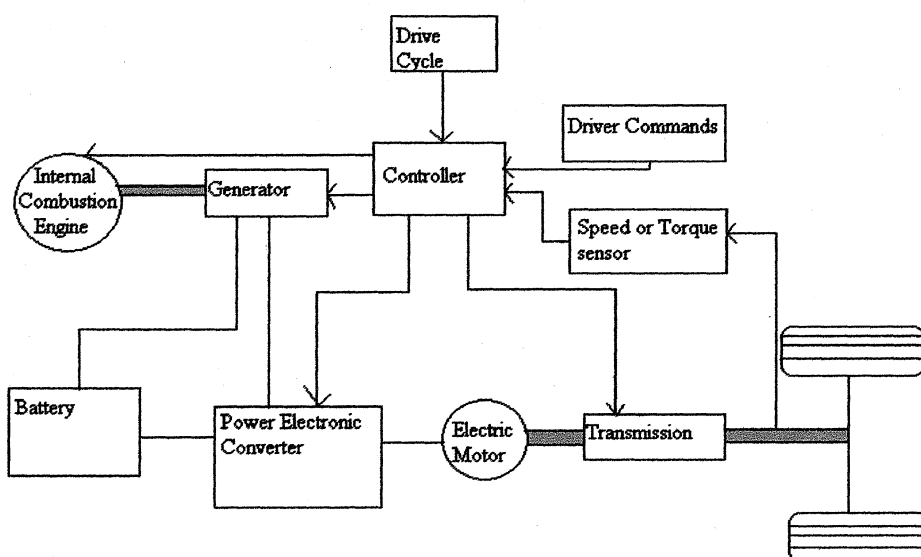 Drive
Cycle
Driver Commands
Controller
Internal
Combustion
Engine
Generator
Speed or Torque
sensor
Battery
Power Electronic
Converter
Electric
Motor
Transmission